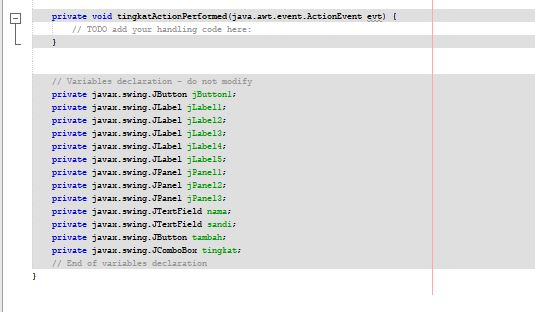 private void tingkatActionPerformed(java.awt.event.ActionEvent evt) {
// TODO add your handling code here:
}
// Variables declaration - do not modify
private javax.swing.JButton jButton1;
private javax.swing.JLabel jLabel1;
private javax.swing.JLabel jLabel2;
private javax.swing.JLabel jLabel3;
private javax.swing.JLabel jLabel4;
private javax.swing.JLabel jLabel5;
private javax.swing.JPanel jPanel1;
private javax.swing.JPanel jPanel2;
private javax.swing.JPanel jPanel3;
private javax.swing.JTextField nama;
private javax.swing.JTextField sandi;
private javax.swing.JButton tambah;
private javax.swing.JComboBox tingkat;
// End of variables declaration
}